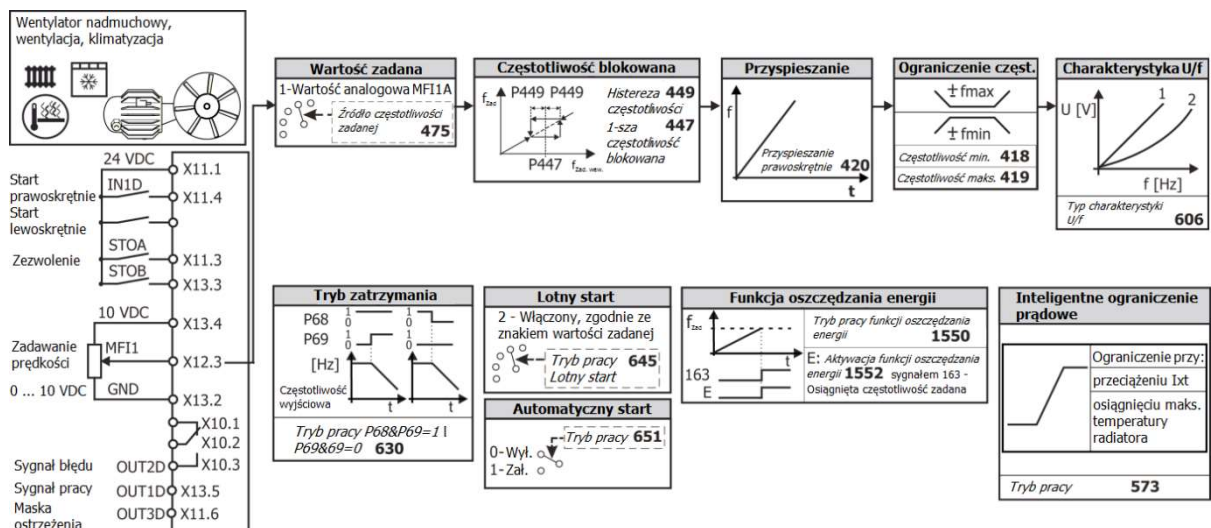 Wentylator nadmuchowy,
wentylacja, klimatyzacja
24 VDC
X11.1
Start
prawoskrętnie
IN1D
X11.4
Start
lewoskrętnie
Zezwolenie
STOA
X11.3
STOB
X13.3
10 VDC
X13.4
Zadawanie
prędkości
MFI1
X12.3
0 ... 10 VDC
GND
X13.2
X10.1
X10.2
Sygnał błędu
OUT2D
X10.3
Sygnał pracy
OUT1D
X13.5
Maska
ostrzeżenia
OUT3D
X11.6
Wartość zadana
1-Wartość analogowa MFI1A
Źródło częstotliwości
zadanej 475
Częstotliwość blokowana
f Zad
P449 P449
P447
f Zad. wew.
Histereza 449
częstotliwości
1-sza 447
częstotliwość
blokowana
Przyspieszanie
f
Przyspieszanie
prawoskrętnie 420
t
Ograniczenie częst.
± fmax
± fmin
Częstotliwość min. 418
Częstotliwość maks. 419
Charakterystyka U/f
U [V]
1
2
f [Hz]
Typ charakterystyki
U/f 606
Tryb zatrzymania
P68
1
0
P69
1
0
[Hz]
Częstotliwość
wyjściowa
t
t
Tryb pracy P68&P69=1 \
P69&69=0 630
Lotny start
2 - Włączony, zgodnie ze
znakiem wartości zadanej
Tryb pracy 645
Lotny start
Automatyczny start
Tryb pracy 651
0-Wył.
1-Zał.
Funkcja oszczędzania energii
f Zad
t
163
E
Tryb pracy funkcji oszczędzania
energii 1550
E: Aktywacja funkcji oszczędzania
energii 1552 sygnałem 163 -
Osiągnięta częstotliwość zadana
Inteligentne ograniczenie
prądowe
Ograniczenie przy:
przeciążeniu Ixt
osiągnięciu maks.
temperatury
radiatora
Tryb pracy 573